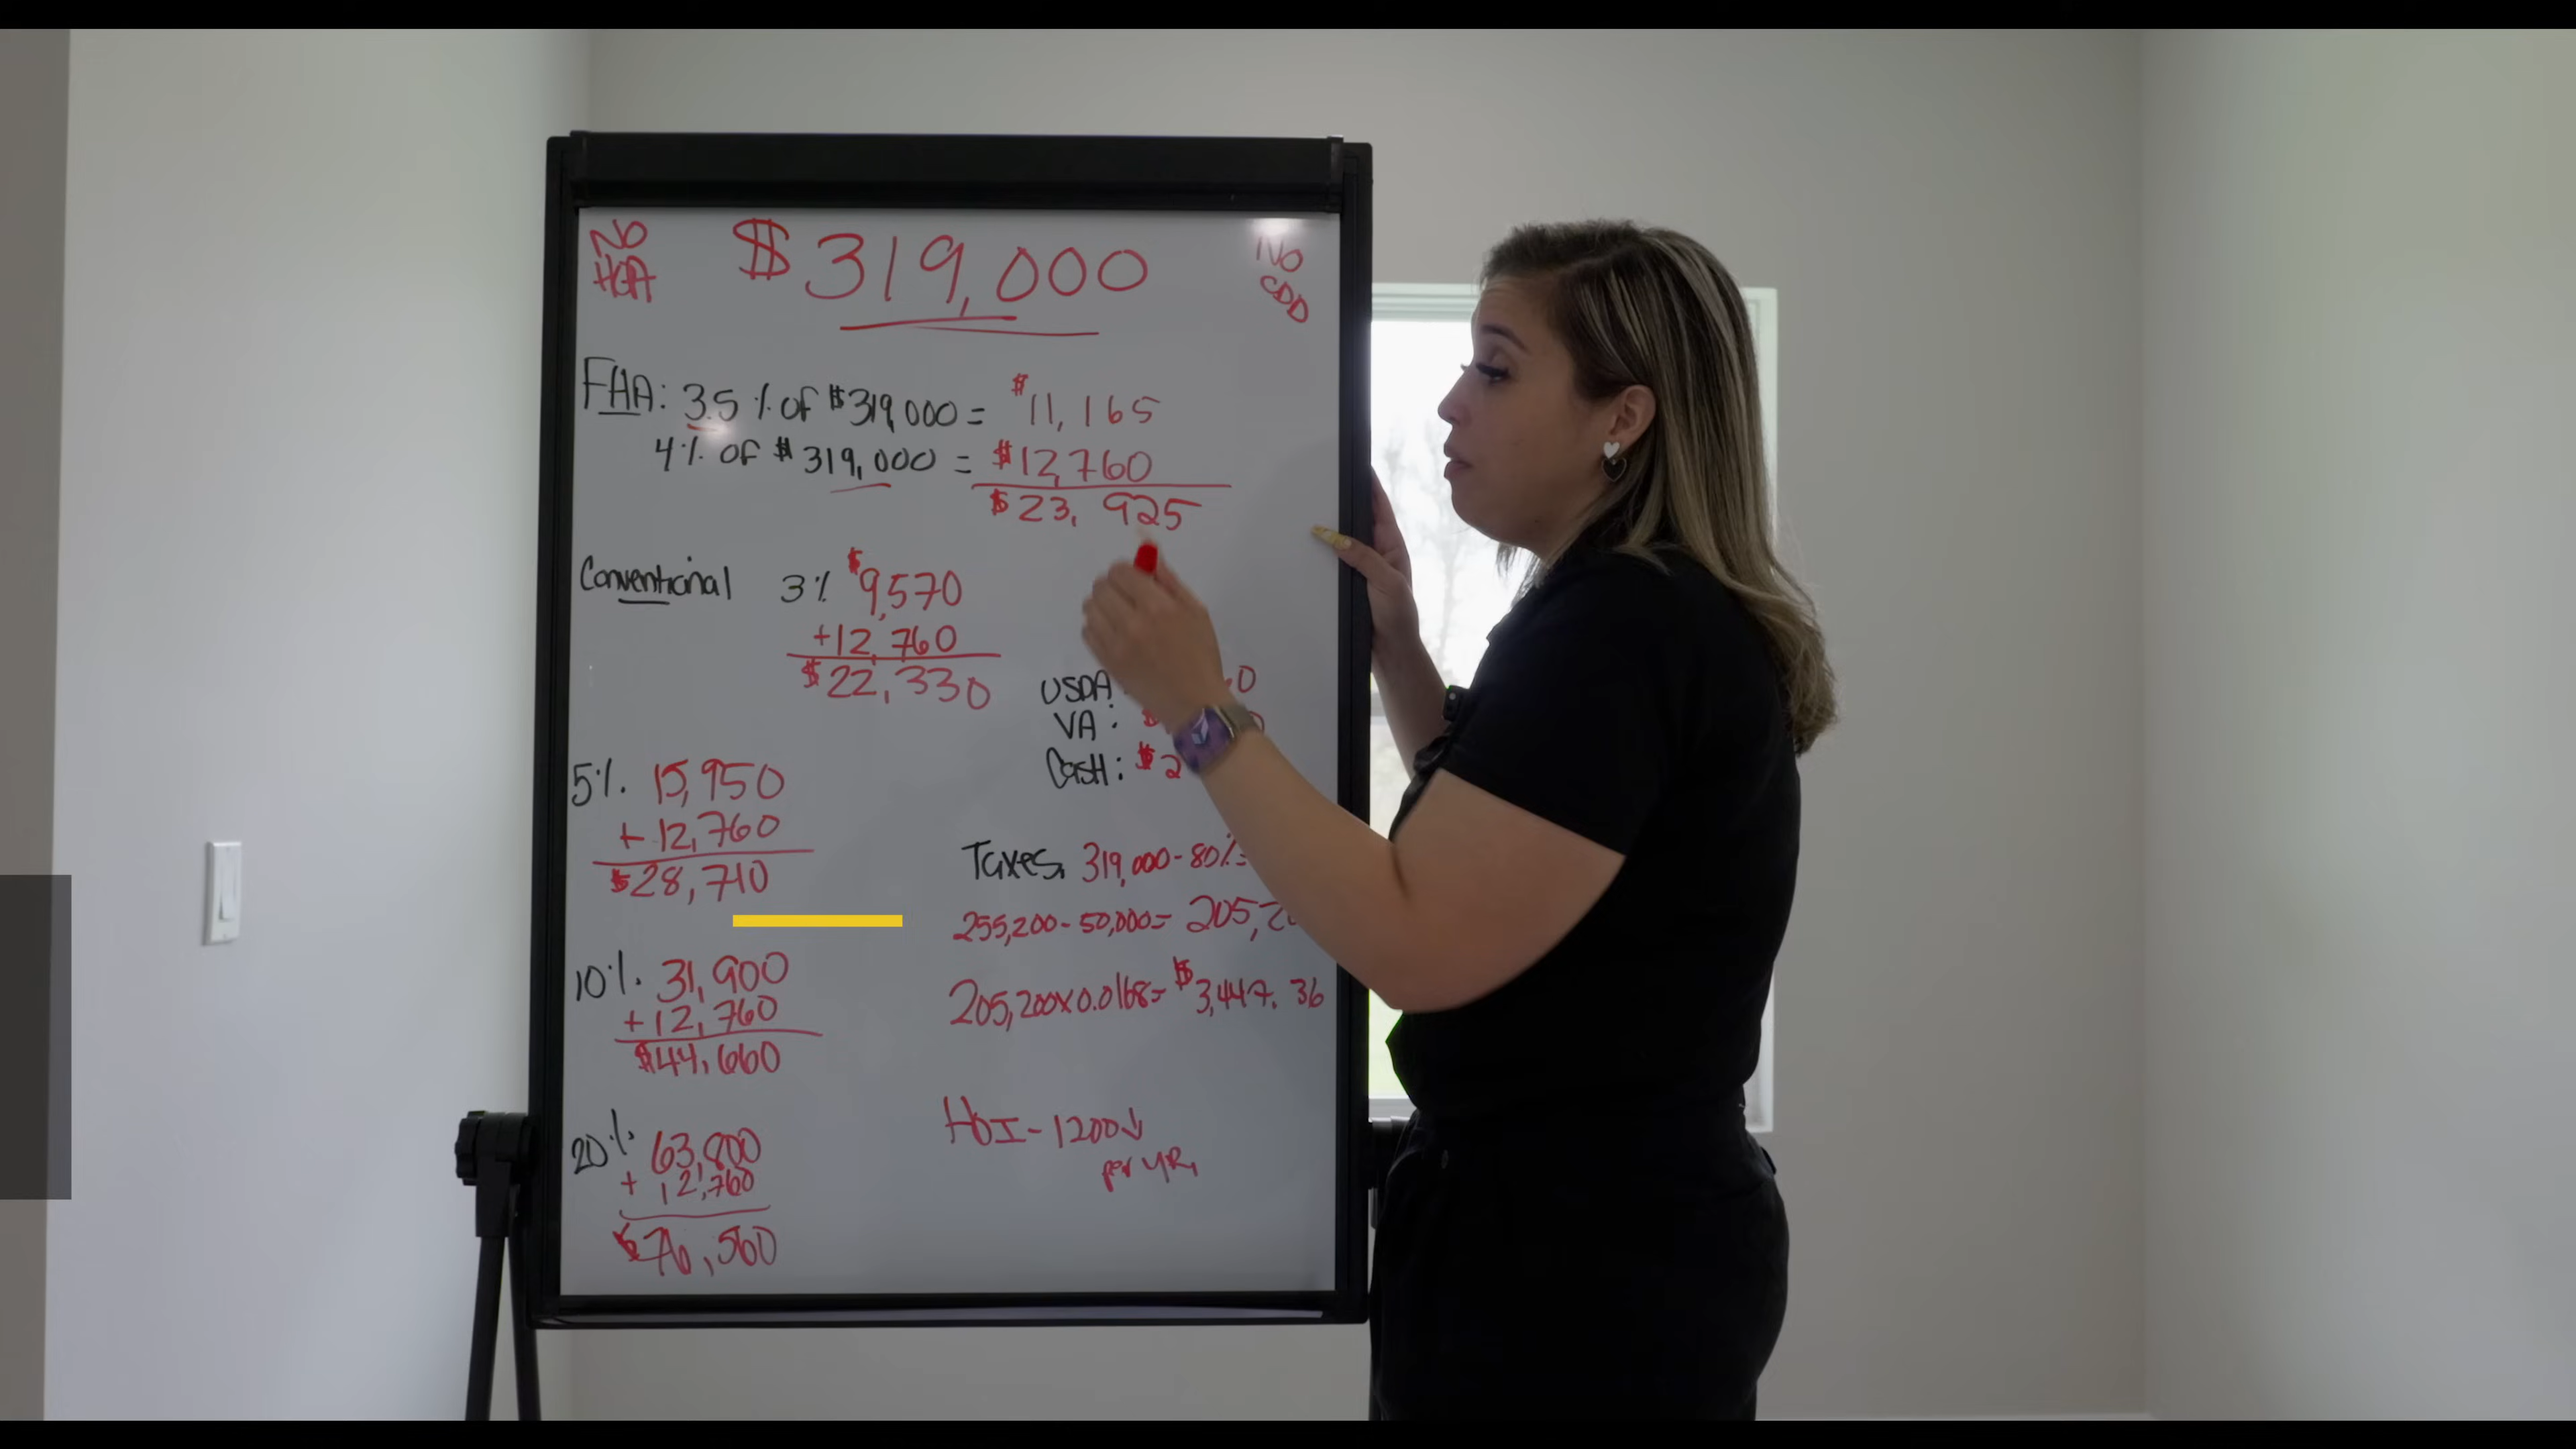 NO
HOA
$319,000
NO
CDD
FHA: 3.5% of $319,000 = $11,165
4% of $319,000 = $12,760
$23,925
Conventional 3% $9,570
+12,760
$22,330
USDA:
VA:
Cash: $2
5%. 15,950
+ 12,760
$28,710
10%. 31,900
+ 12,760
$44,660
20%. 63,800
+ 12,760
$76,560
Taxes. 319,000 - 80% =
255,200 - 50,000 = 205,20
205,200 x 0.0168 = $3,447.36
HOI - 1200↓
per yr,